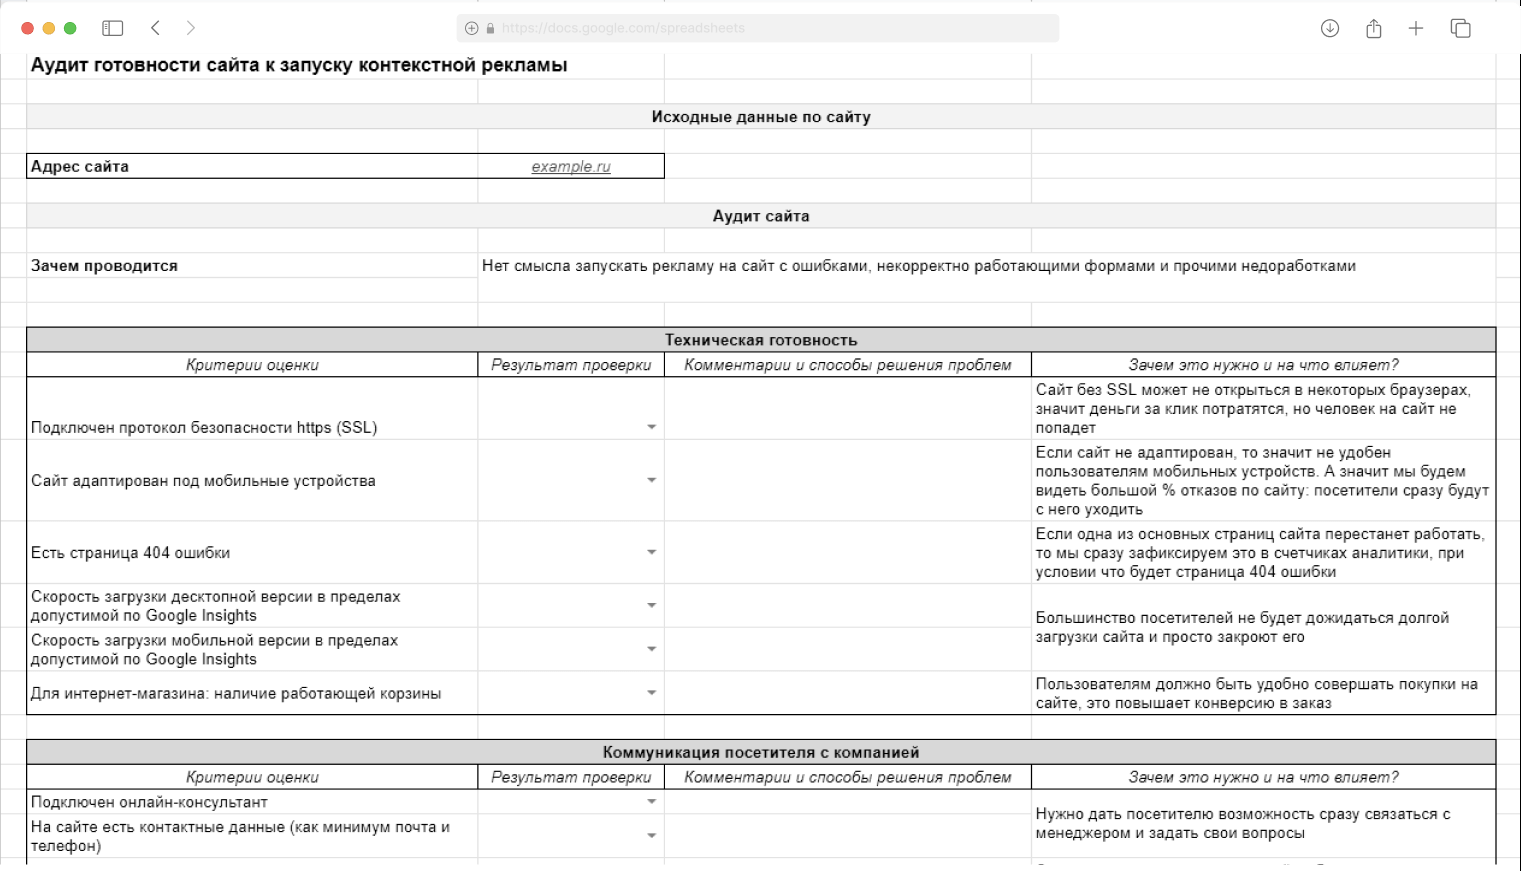 https://docs.google.com/spreadsheets
Аудит готовности сайта к запуску контекстной рекламы
Исходные данные по сайту
Адрес сайта
example.ru
Аудит сайта
Зачем проводится
Нет смысла запускать рекламу на сайт с ошибками, некорректно работающими формами и прочими недоработками
Техническая готовность
Критерии оценки
Результат проверки
Комментарии и способы решения проблем
Зачем это нужно и на что влияет?
Подключен протокол безопасности https (SSL)
Сайт без SSL может не открыться в некоторых браузерах,
значит деньги за клик потратятся, но человек на сайт не
попадет
Сайт адаптирован под мобильные устройства
Если сайт не адаптирован, то значит не удобен
пользователям мобильных устройств. А значит мы будем
видеть большой % отказов по сайту: посетители сразу будут
с него уходить
Есть страница 404 ошибки
Если одна из основных страниц сайта перестанет работать,
то мы сразу зафиксируем это в счетчиках аналитики, при
условии что будет страница 404 ошибки
Скорость загрузки десктопной версии в пределах
допустимой по Google Insights
Скорость загрузки мобильной версии в пределах
допустимой по Google Insights
Большинство посетителей не будет дожидаться долгой
загрузки сайта и просто закроют его
Для интернет-магазина: наличие работающей корзины
Пользователям должно быть удобно совершать покупки на
сайте, это повышает конверсию в заказ
Коммуникация посетителя с компанией
Критерии оценки
Результат проверки
Комментарии и способы решения проблем
Зачем это нужно и на что влияет?
Подключен онлайн-консультант
На сайте есть контактные данные (как минимум почта и
телефон)
Нужно дать посетителю возможность сразу связаться с
менеджером и задать свои вопросы